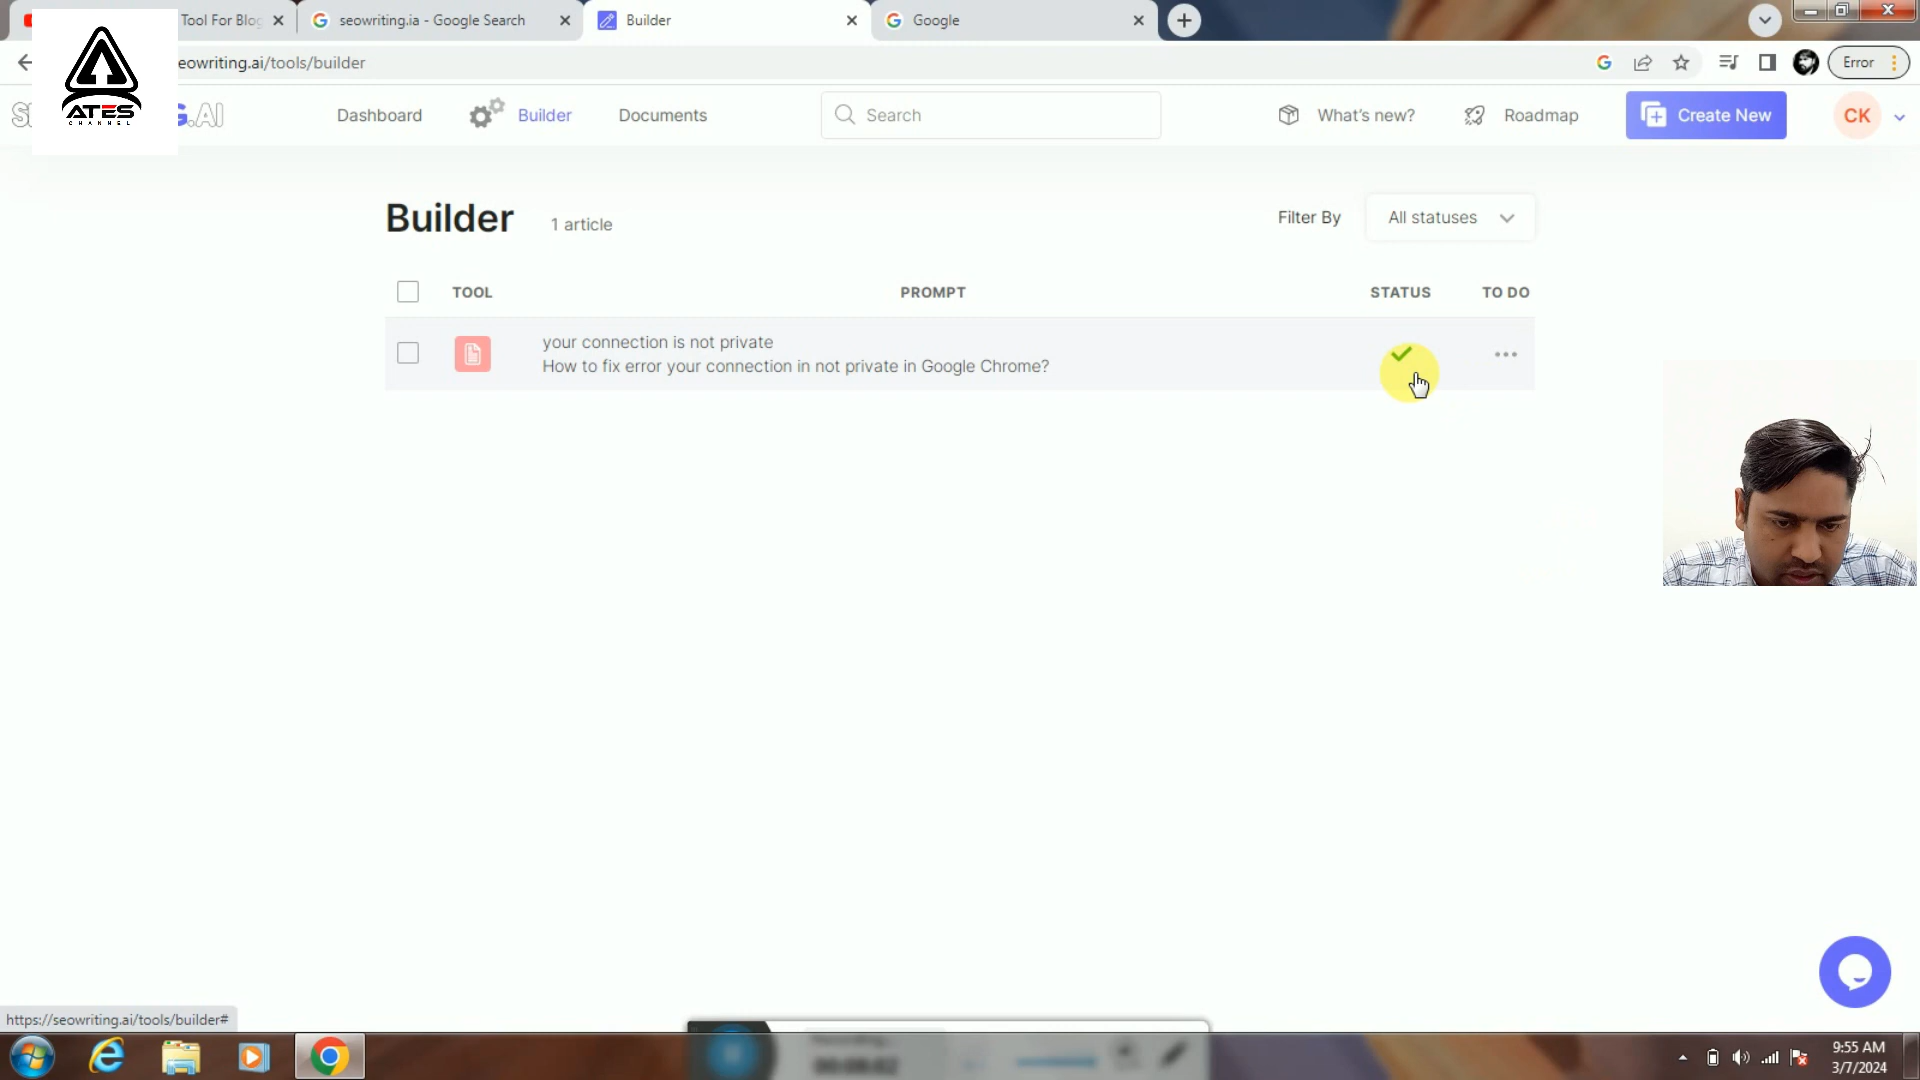 Tool For Blog
seowriting.ia - Google Search
Builder
Google
eowriting.ai/tools/builder
Error
ATES
CHANNEL
G.AI
Dashboard
Builder
Documents
Search
What's new?
Roadmap
Create New
CK
Builder
1 article
Filter By
All statuses
TOOL
PROMPT
STATUS
TO DO
your connection is not private
How to fix error your connection in not private in Google Chrome?
https://seowriting.ai/tools/builder#
9:55 AM
3/7/2024